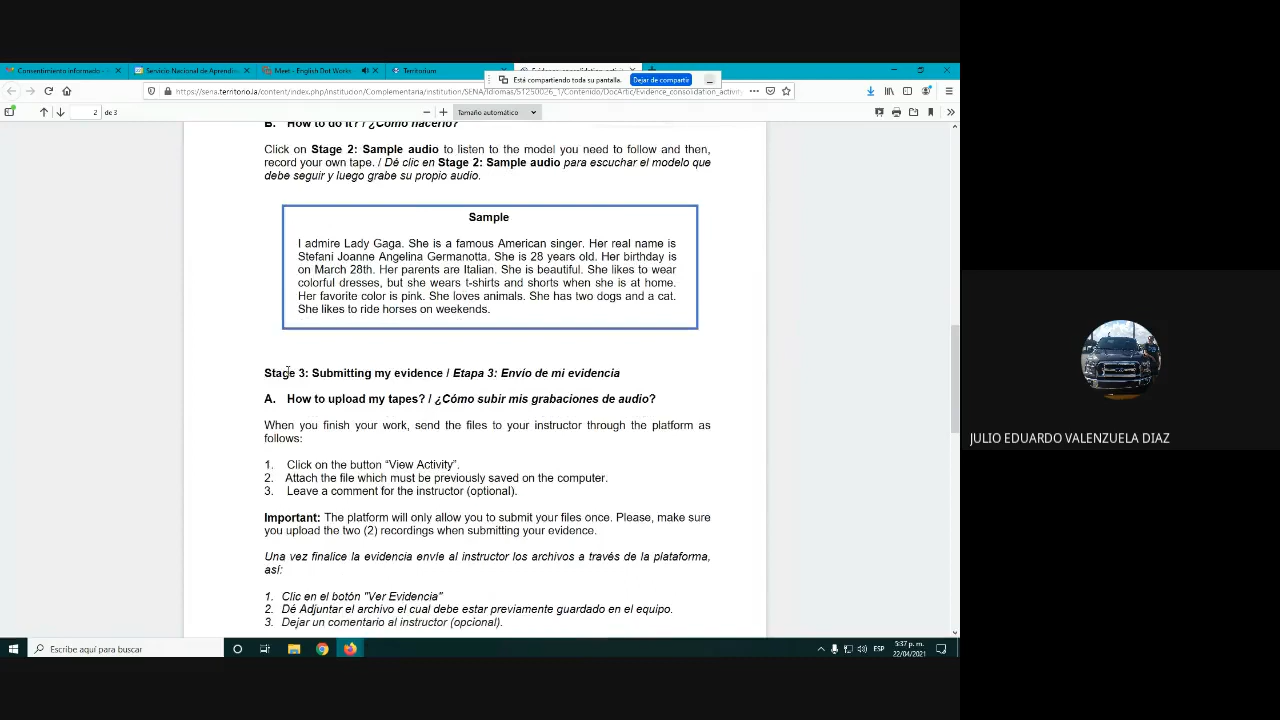 Consentimiento informado -
Servicio Nacional de Aprendiz
Meet - English Dot Works
Territorium
Está compartiendo toda su pantalla.
Dejar de compartir
2
de 3
Tamaño automático
B. How to do it? / ¿Cómo hacerlo?
Click on Stage 2: Sample audio to listen to the model you need to follow and then,
record your own tape. / Dé clic en Stage 2: Sample audio para escuchar el modelo que
debe seguir y luego grabe su propio audio.
Sample
I admire Lady Gaga. She is a famous American singer. Her real name is
Stefani Joanne Angelina Germanotta. She is 28 years old. Her birthday is
on March 28th. Her parents are Italian. She is beautiful. She likes to wear
colorful dresses, but she wears t-shirts and shorts when she is at home.
Her favorite color is pink. She loves animals. She has two dogs and a cat.
She likes to ride horses on weekends.
Stage 3: Submitting my evidence / Etapa 3: Envío de mi evidencia
A. How to upload my tapes? / ¿Cómo subir mis grabaciones de audio?
When you finish your work, send the files to your instructor through the platform as
follows:
1. Click on the button “View Activity”.
2. Attach the file which must be previously saved on the computer.
3. Leave a comment for the instructor (optional).
Important: The platform will only allow you to submit your files once. Please, make sure
you upload the two (2) recordings when submitting your evidence.
Una vez finalice la evidencia envíe al instructor los archivos a través de la plataforma,
así:
1. Clic en el botón "Ver Evidencia"
2. Dé Adjuntar el archivo el cual debe estar previamente guardado en el equipo.
3. Dejar un comentario al instructor (opcional).
JULIO EDUARDO VALENZUELA DIAZ
Escribe aquí para buscar
ESP
5:37 p. m.
22/04/2021